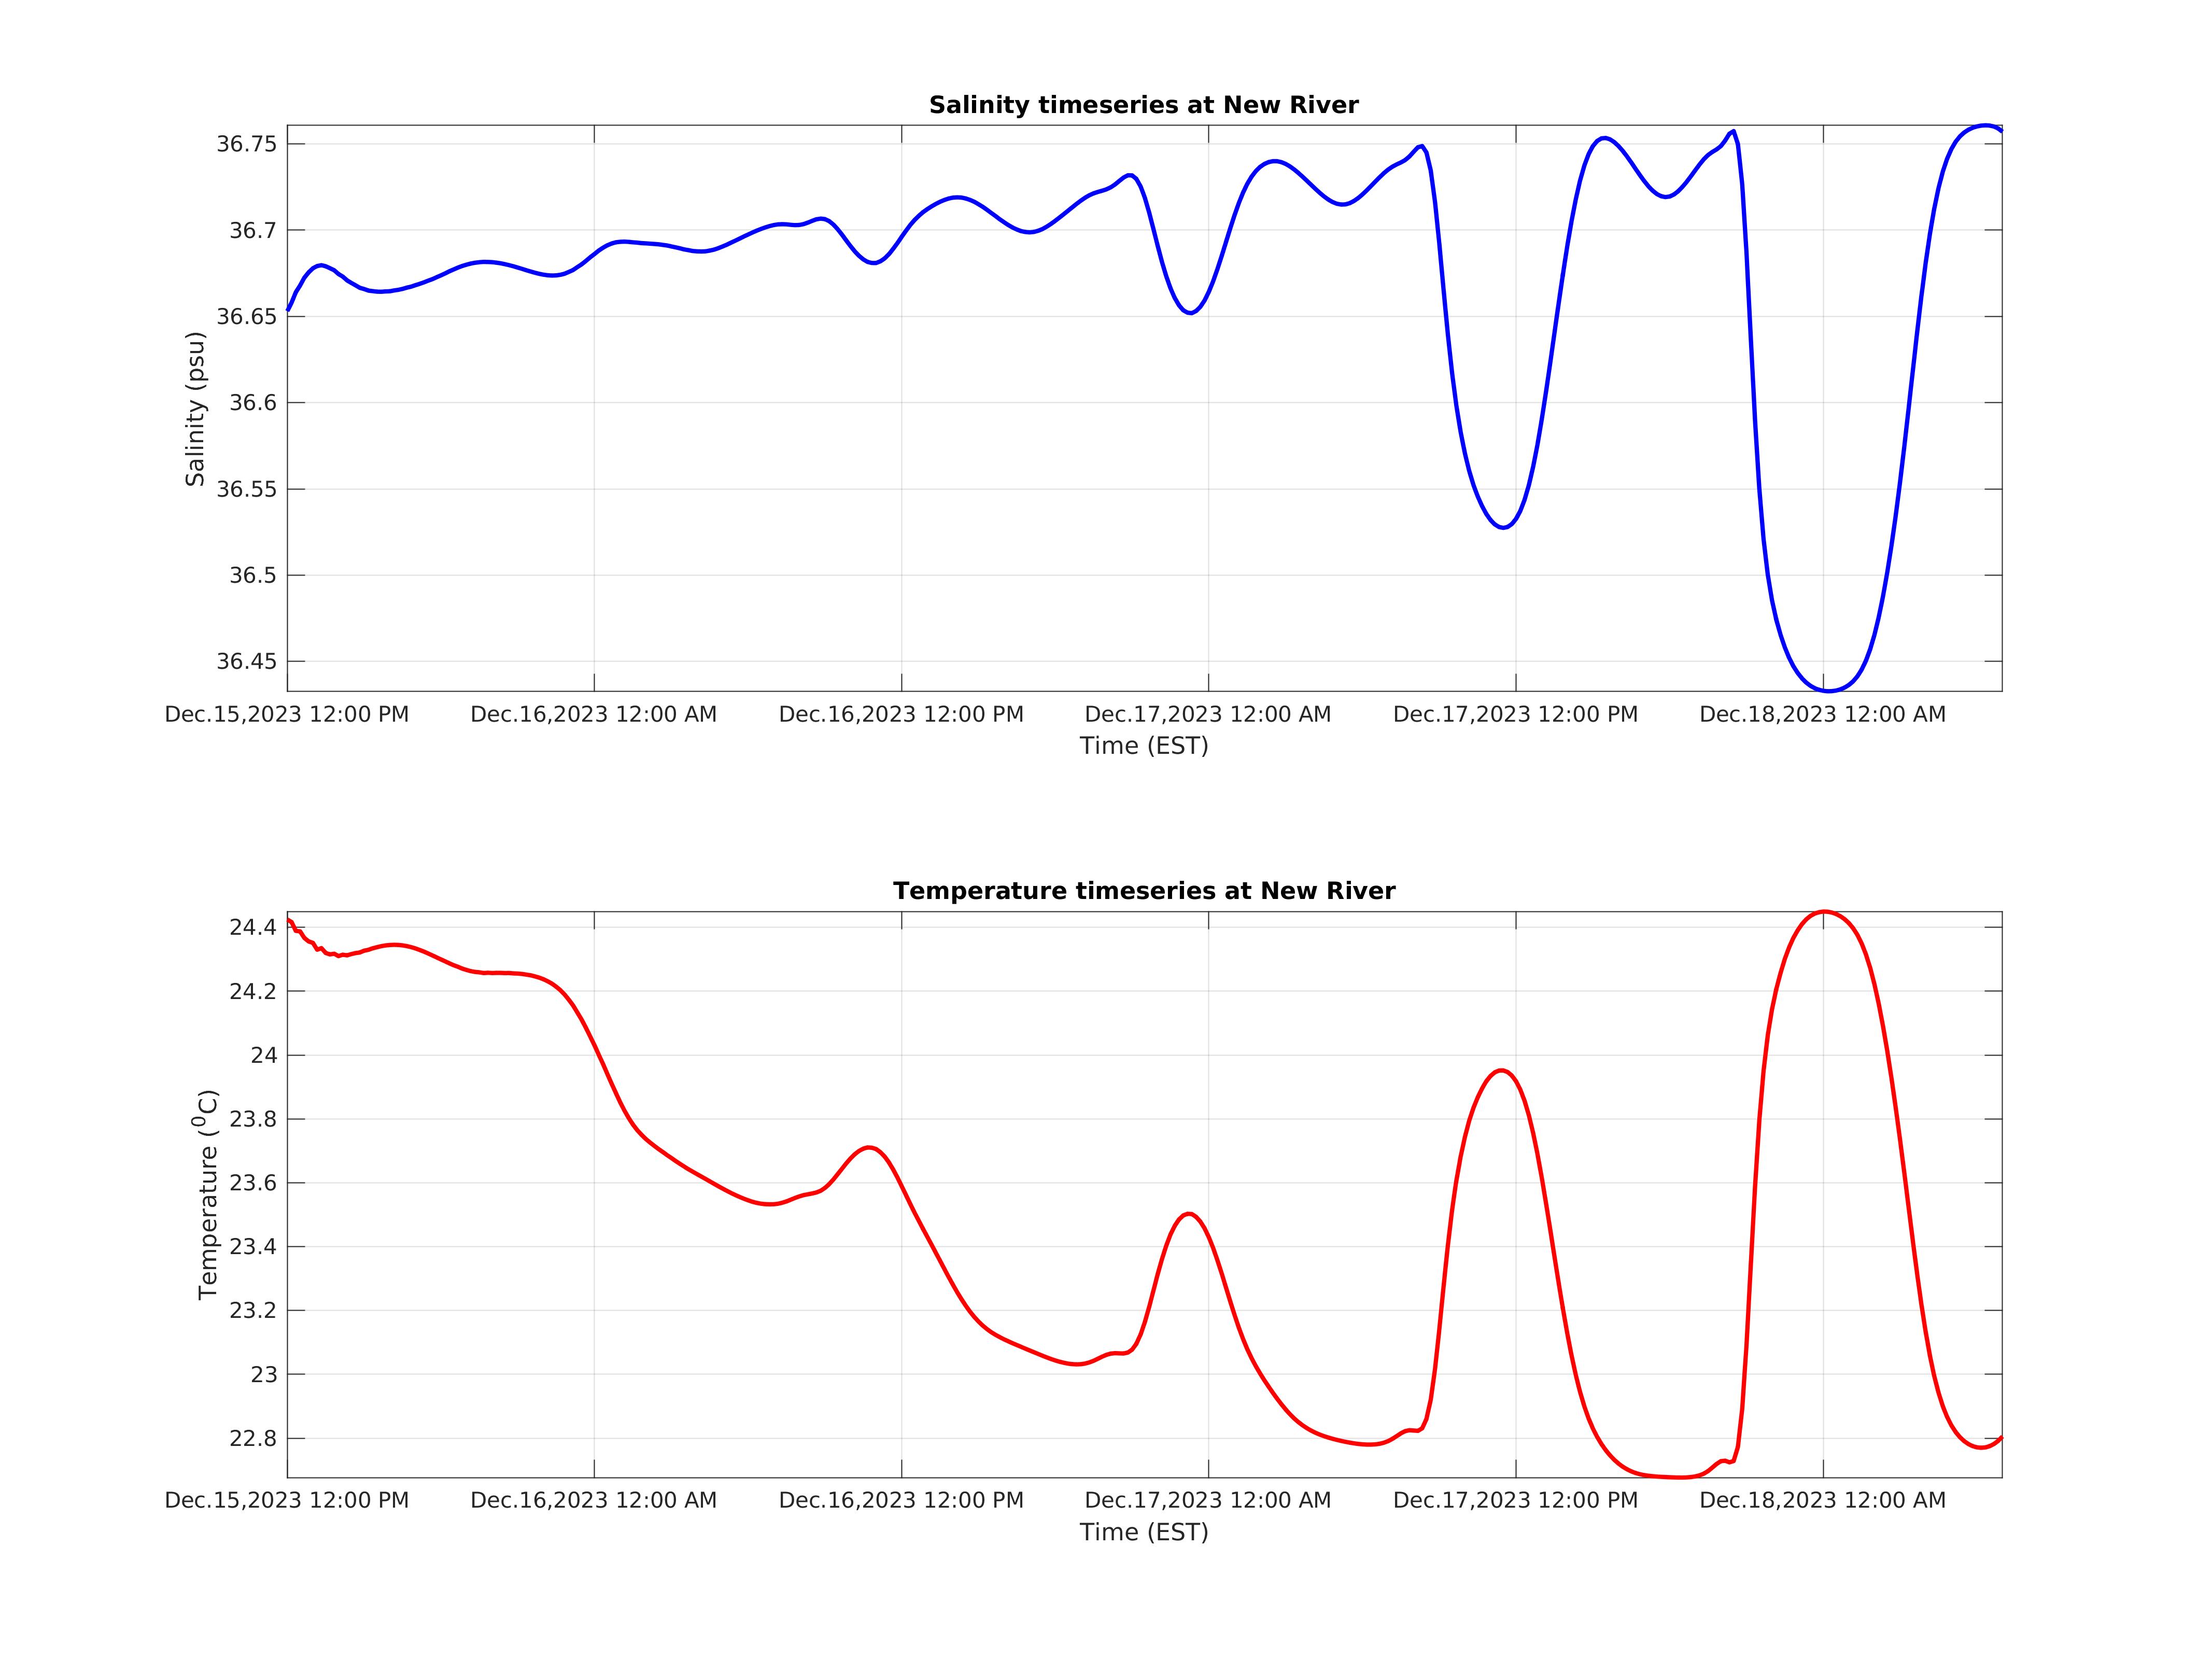 Salinity timeseries at New River
36.75
36.7
36.65
36.6
36.55
36.5
36.45
Salinity (psu)
Dec.15,2023 12:00 PM Dec.16,2023 12:00 AM Dec.16,2023 12:00 PM Dec.17,2023 12:00 AM Dec.17,2023 12:00 PM Dec.18,2023 12:00 AM
Time (EST)
Temperature timeseries at New River
24.4
24.2
24
23.8
23.6
23.4
23.2
23
22.8
Temperature (⁰C)
Dec.15,2023 12:00 PM Dec.16,2023 12:00 AM Dec.16,2023 12:00 PM Dec.17,2023 12:00 AM Dec.17,2023 12:00 PM Dec.18,2023 12:00 AM
Time (EST)